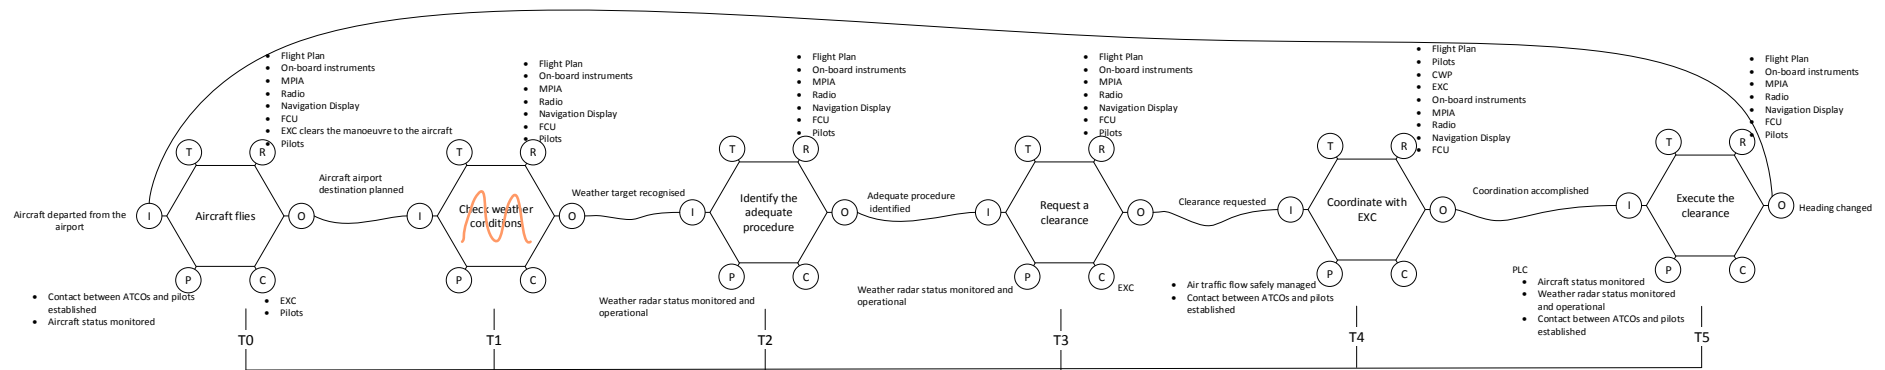 Flight Plan
On-board instruments
MPIA
Radio
Navigation Display
FCU
EXC clears the manoeuvre to the aircraft
Pilots
T
R
Aircraft departed from the
airport
I
Aircraft flies
O
P
C
Contact between ATCOs and pilots
established
Aircraft status monitored
EXC
Pilots
T0
Aircraft airport
destination planned
Flight Plan
On-board instruments
MPIA
Radio
Navigation Display
FCU
Pilots
T
R
I
Check weather
conditions
O
P
C
T1
Weather target recognised
Flight Plan
On-board instruments
MPIA
Radio
Navigation Display
FCU
Pilots
T
R
I
Identify the
adequate
procedure
O
P
C
Weather radar status monitored and
operational
T2
Adequate procedure
identified
Flight Plan
On-board instruments
MPIA
Radio
Navigation Display
FCU
Pilots
T
R
I
Request a
clearance
O
P
C
Weather radar status monitored and
operational
EXC
T3
Clearance requested
Flight Plan
Pilots
CWP
EXC
On-board instruments
MPIA
Radio
Navigation Display
FCU
T
R
I
Coordinate with
EXC
O
P
C
Air traffic flow safely managed
Contact between ATCOs and pilots
established
T4
Coordination accomplished
Flight Plan
On-board instruments
MPIA
Radio
Navigation Display
FCU
Pilots
T
R
I
Execute the
clearance
O
Heading changed
P
C
PLC
Aircraft status monitored
Weather radar status monitored
and operational
Contact between ATCOs and pilots
established
T5